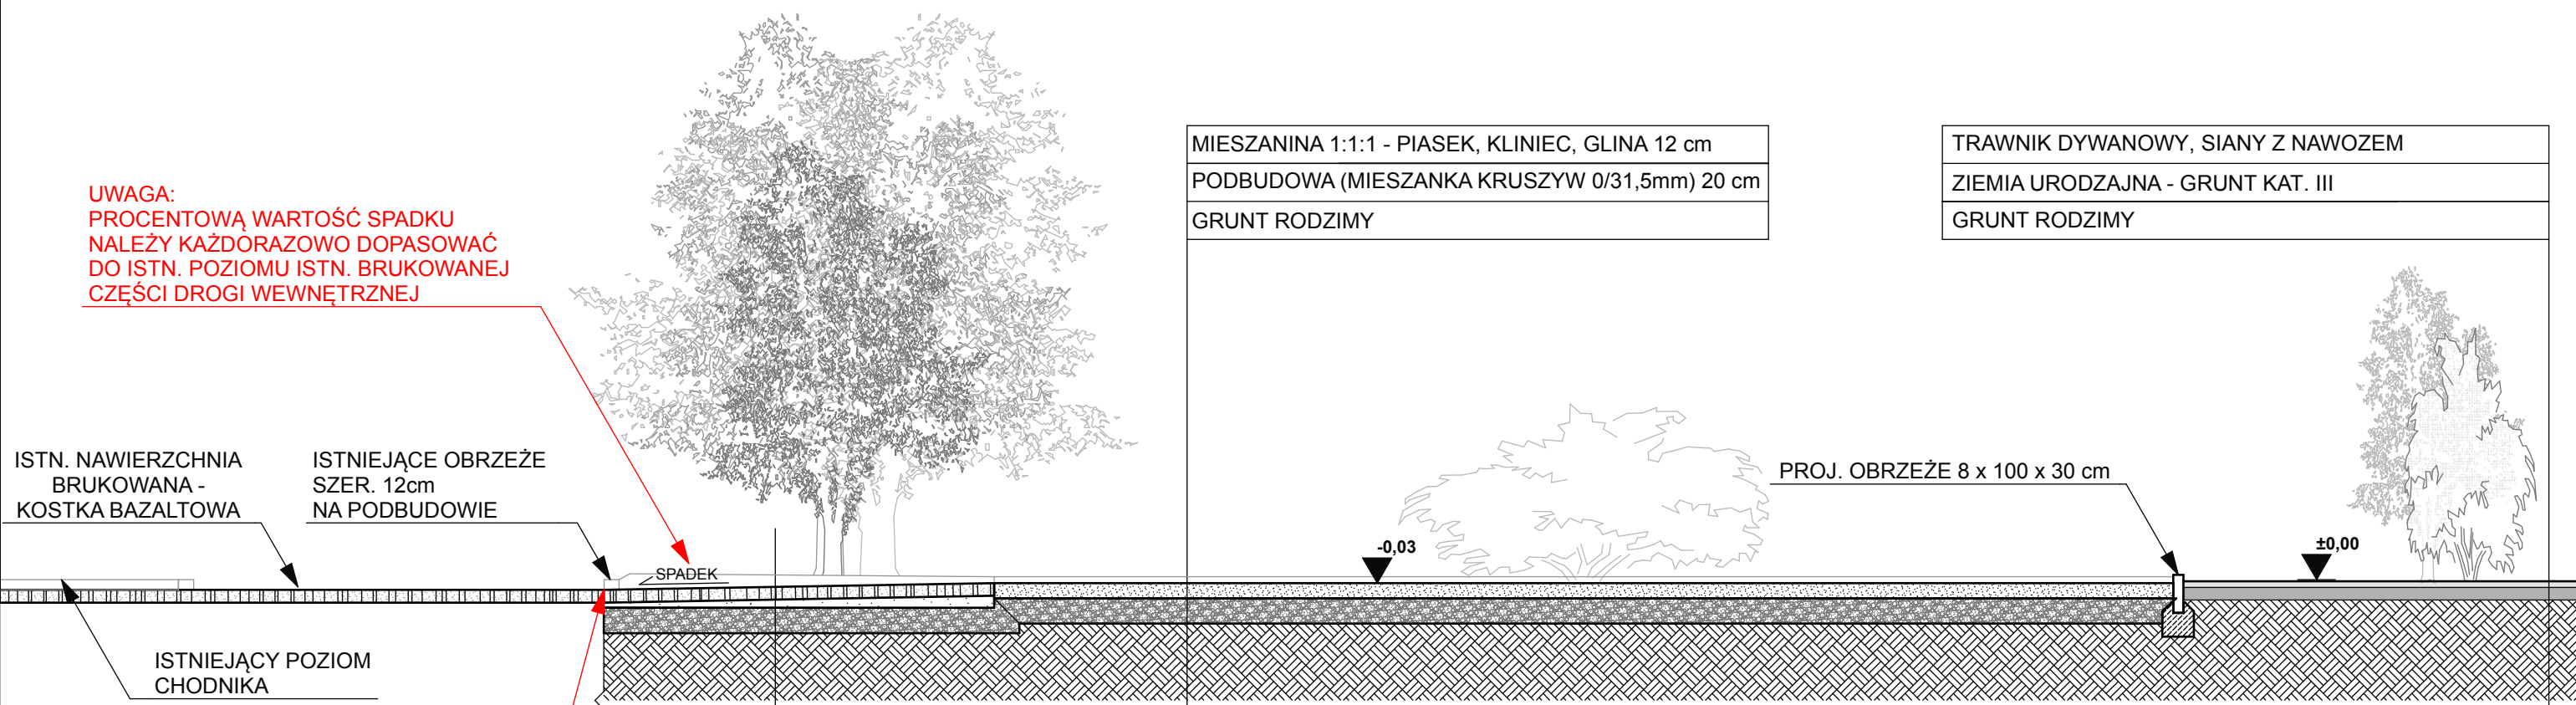 UWAGA:
PROCENTOWĄ WARTOŚĆ SPADKU
NALEŻY KAŻDORAZOWO DOPASOWAĆ
DO ISTN. POZIOMU ISTN. BRUKOWANEJ
CZĘŚCI DROGI WEWNĘTRZNEJ
MIESZANINA 1:1:1 - PIASEK, KLINIEC, GLINA 12 cm
PODBUDOWA (MIESZANKA KRUSZYW 0/31,5mm) 20 cm
GRUNT RODZIMY
TRAWNIK DYWANOWY, SIANY Z NAWOZEM
ZIEMIA URODZAJNA - GRUNT KAT. III
GRUNT RODZIMY
ISTN. NAWIERZCHNIA
BRUKOWANA -
KOSTKA BAZALTOWA
ISTNIEJĄCE OBRZEŻE
SZER. 12cm
NA PODBUDOWIE
PROJ. OBRZEŻE 8 x 100 x 30 cm
-0,03
±0,00
SPADEK
ISTNIEJĄCY POZIOM
CHODNIKA